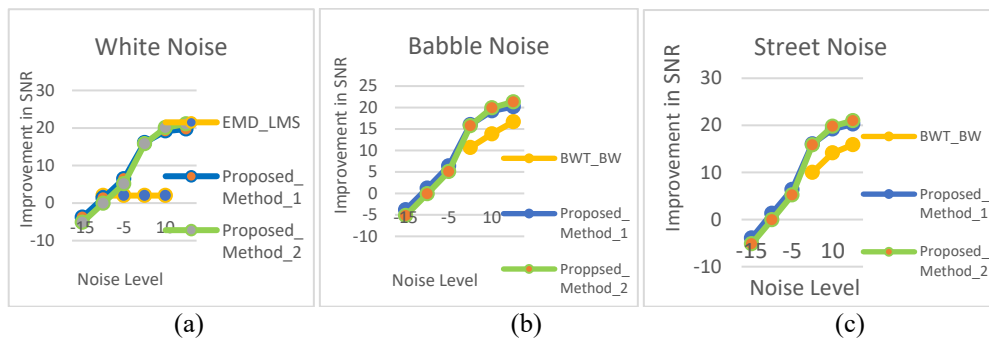 White Noise
Improvement in SNR
30
20
10
0
-10
-15
-5
10
Noise Level
EMD_LMS
Proposed_
Method_1
Proposed_
Method_2
(a)
Babble Noise
Improvement in SNR
25
20
15
10
5
0
-5
-10
-15
-5
10
Noise Level
BWT_BW
Proposed_
Method_1
Proppsed_
Method_2
(b)
Street Noise
Improvement in SNR
30
20
10
0
-10
-15
-5
10
Noise Level
BWT_BW
Proposed_
Method_1
Proposed_
Method_2
(c)